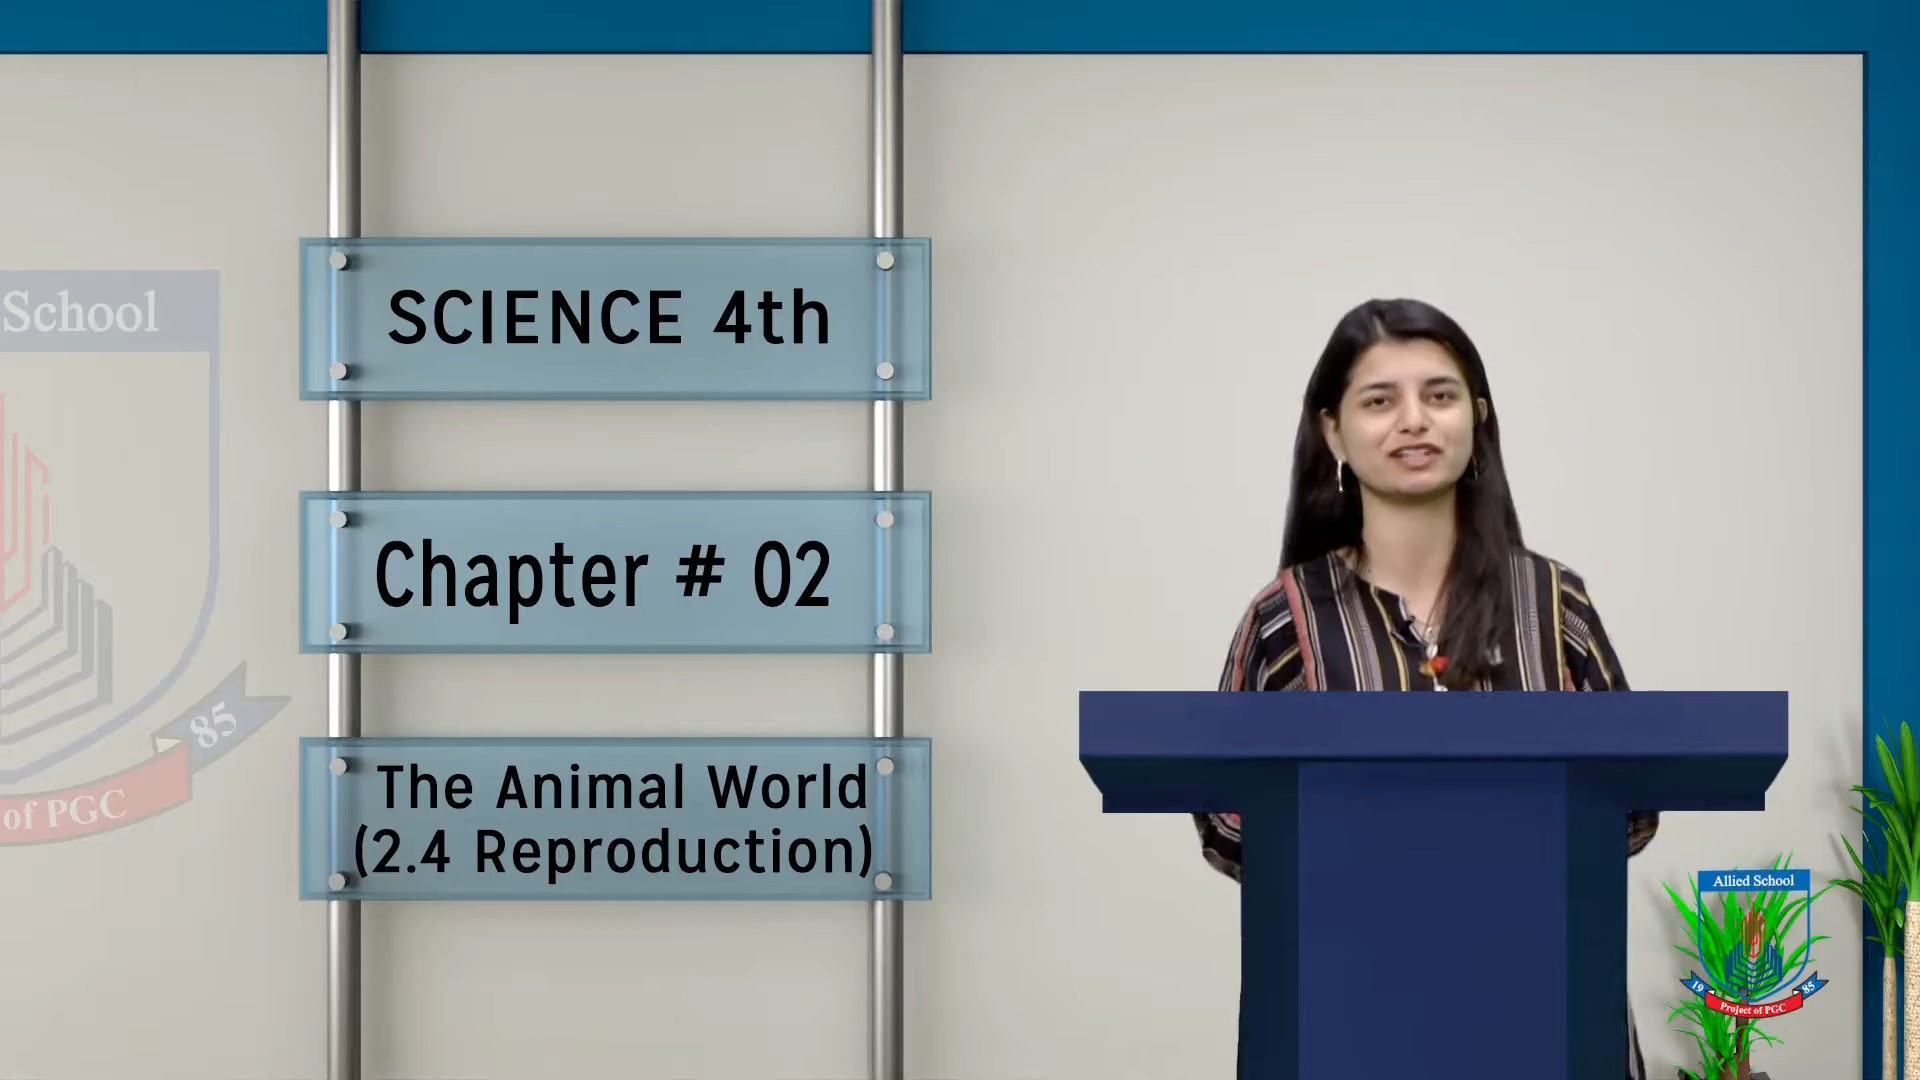 School
85
of PGC
SCIENCE 4th
Chapter # 02
The Animal World
(2.4 Reproduction)
Allied School
19 85
Project of PGC